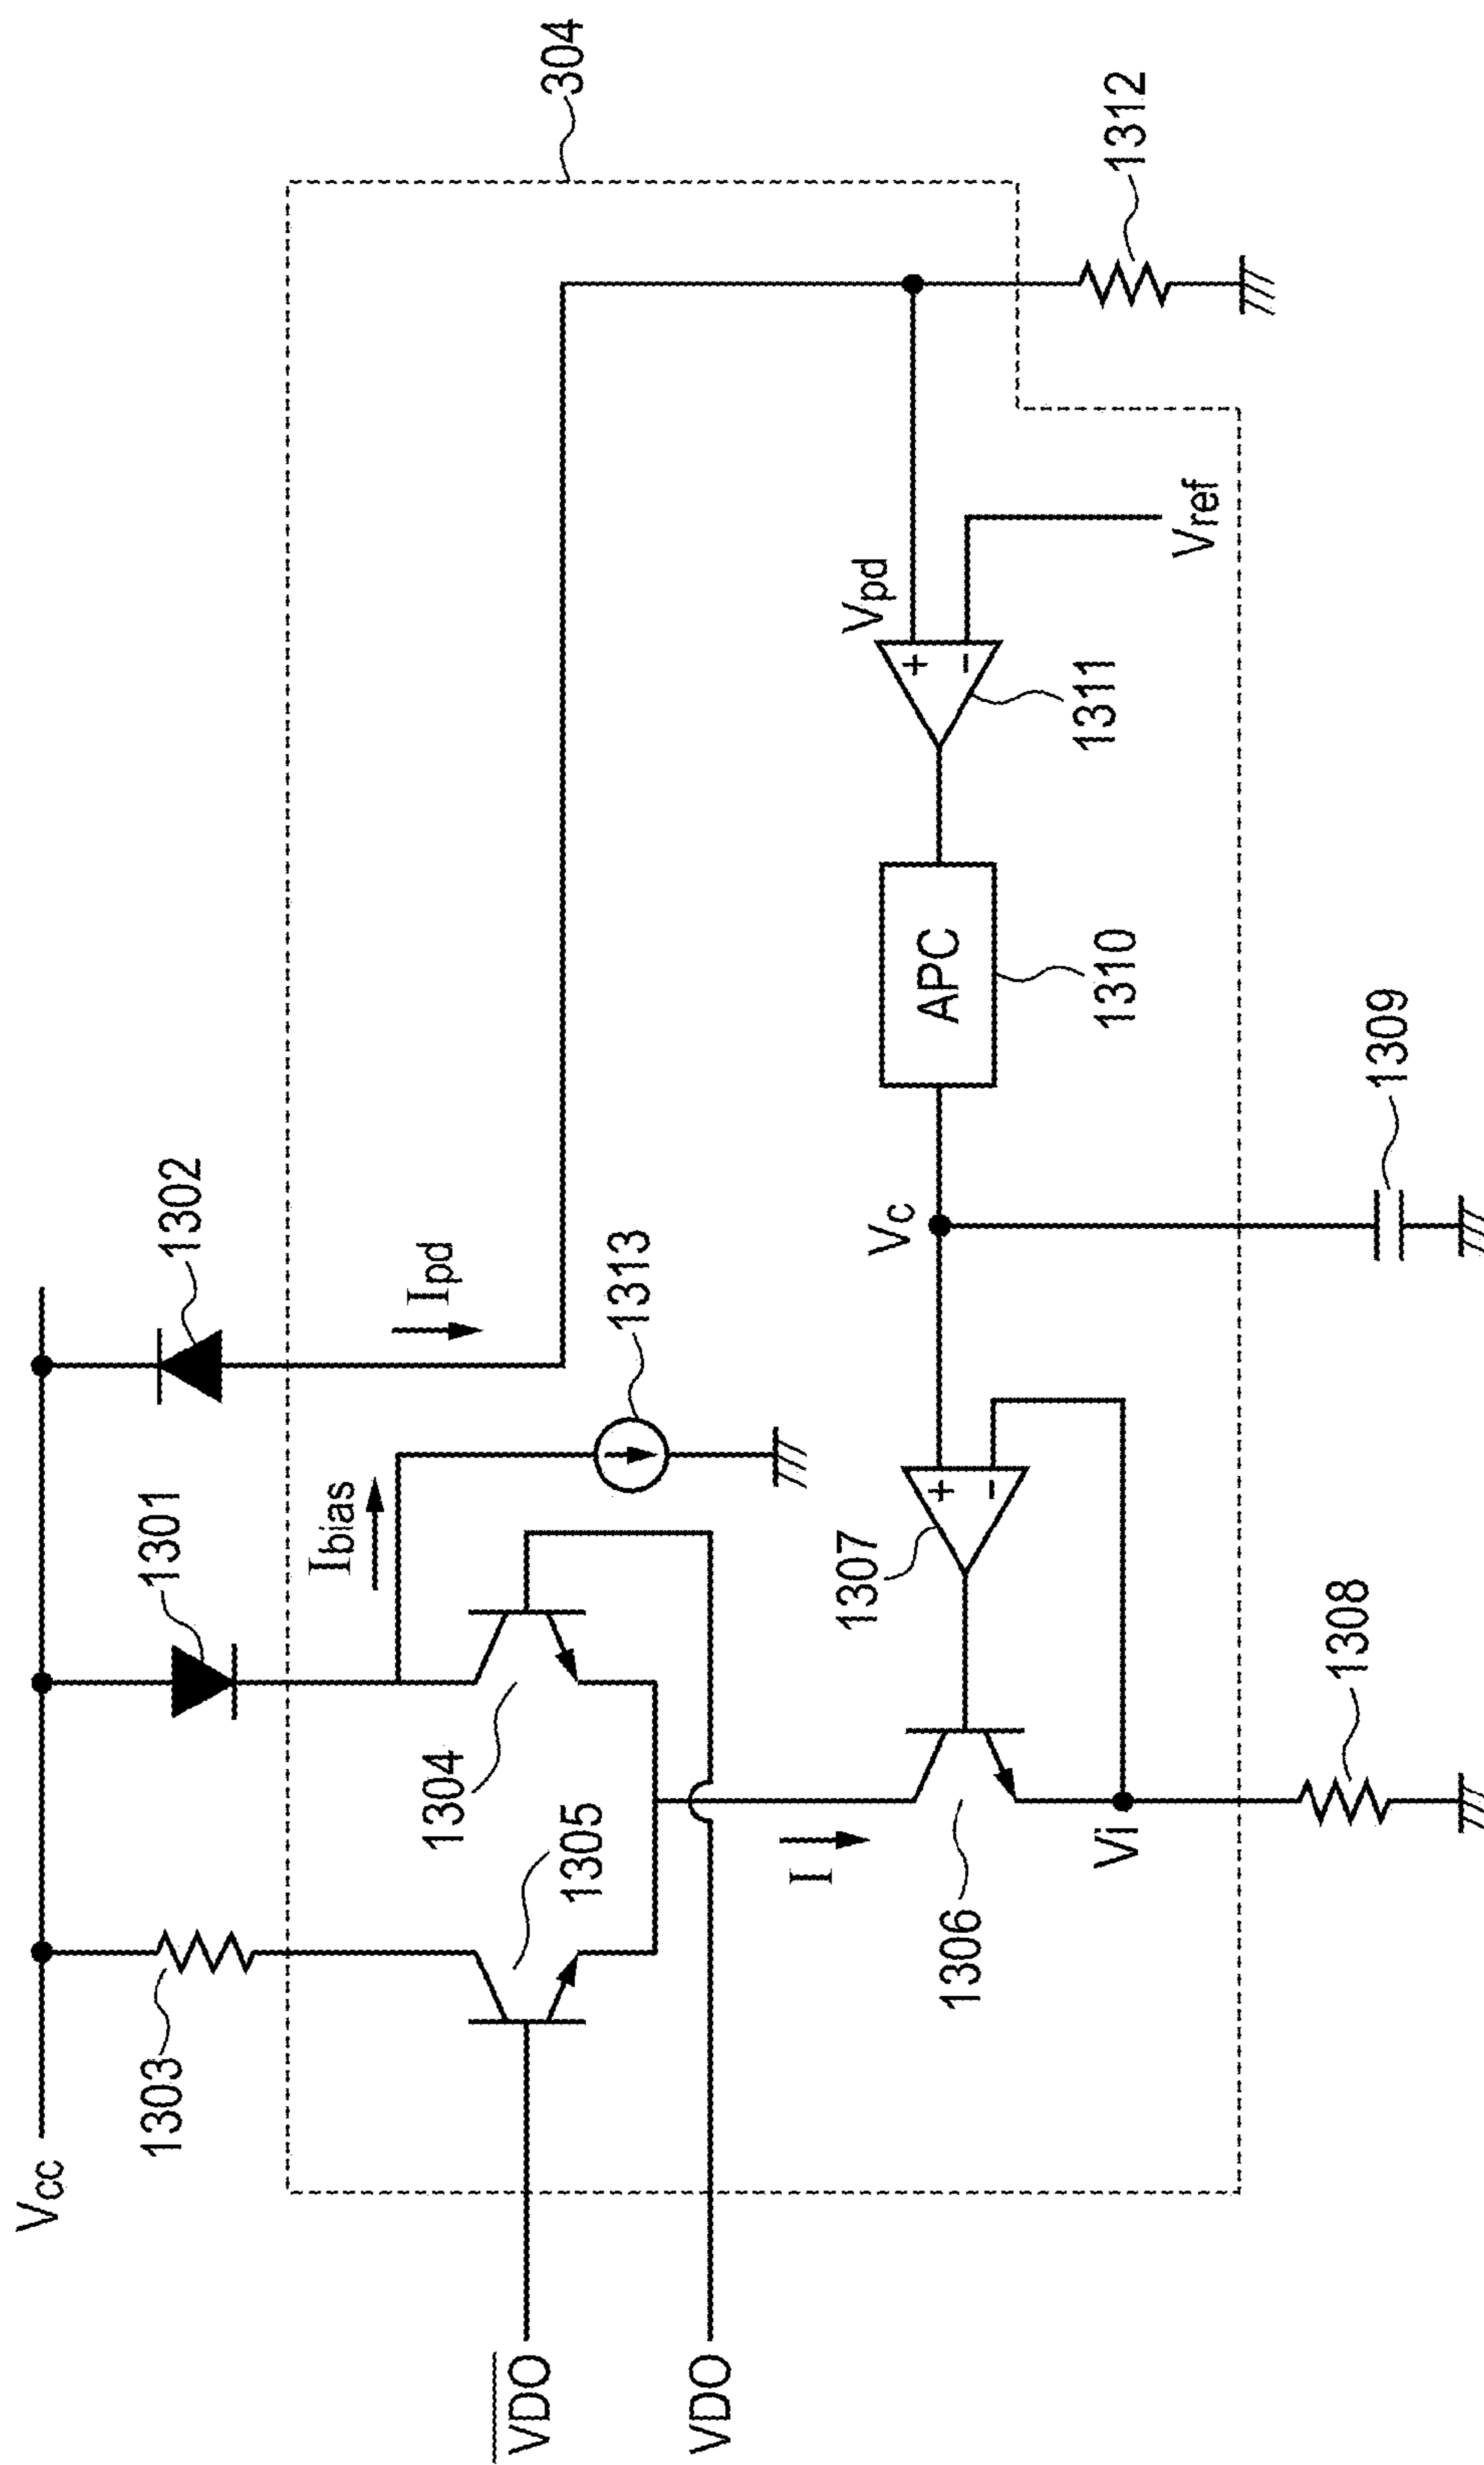 Vcc
1303
1301
1302
304
Ibias
Ipd
1304
1305
1313
VDO
VDO
I
1306
1307
+
-
Vi
Vc
APC
1310
Vpd
+
-
1311
Vref
1312
1308
1309